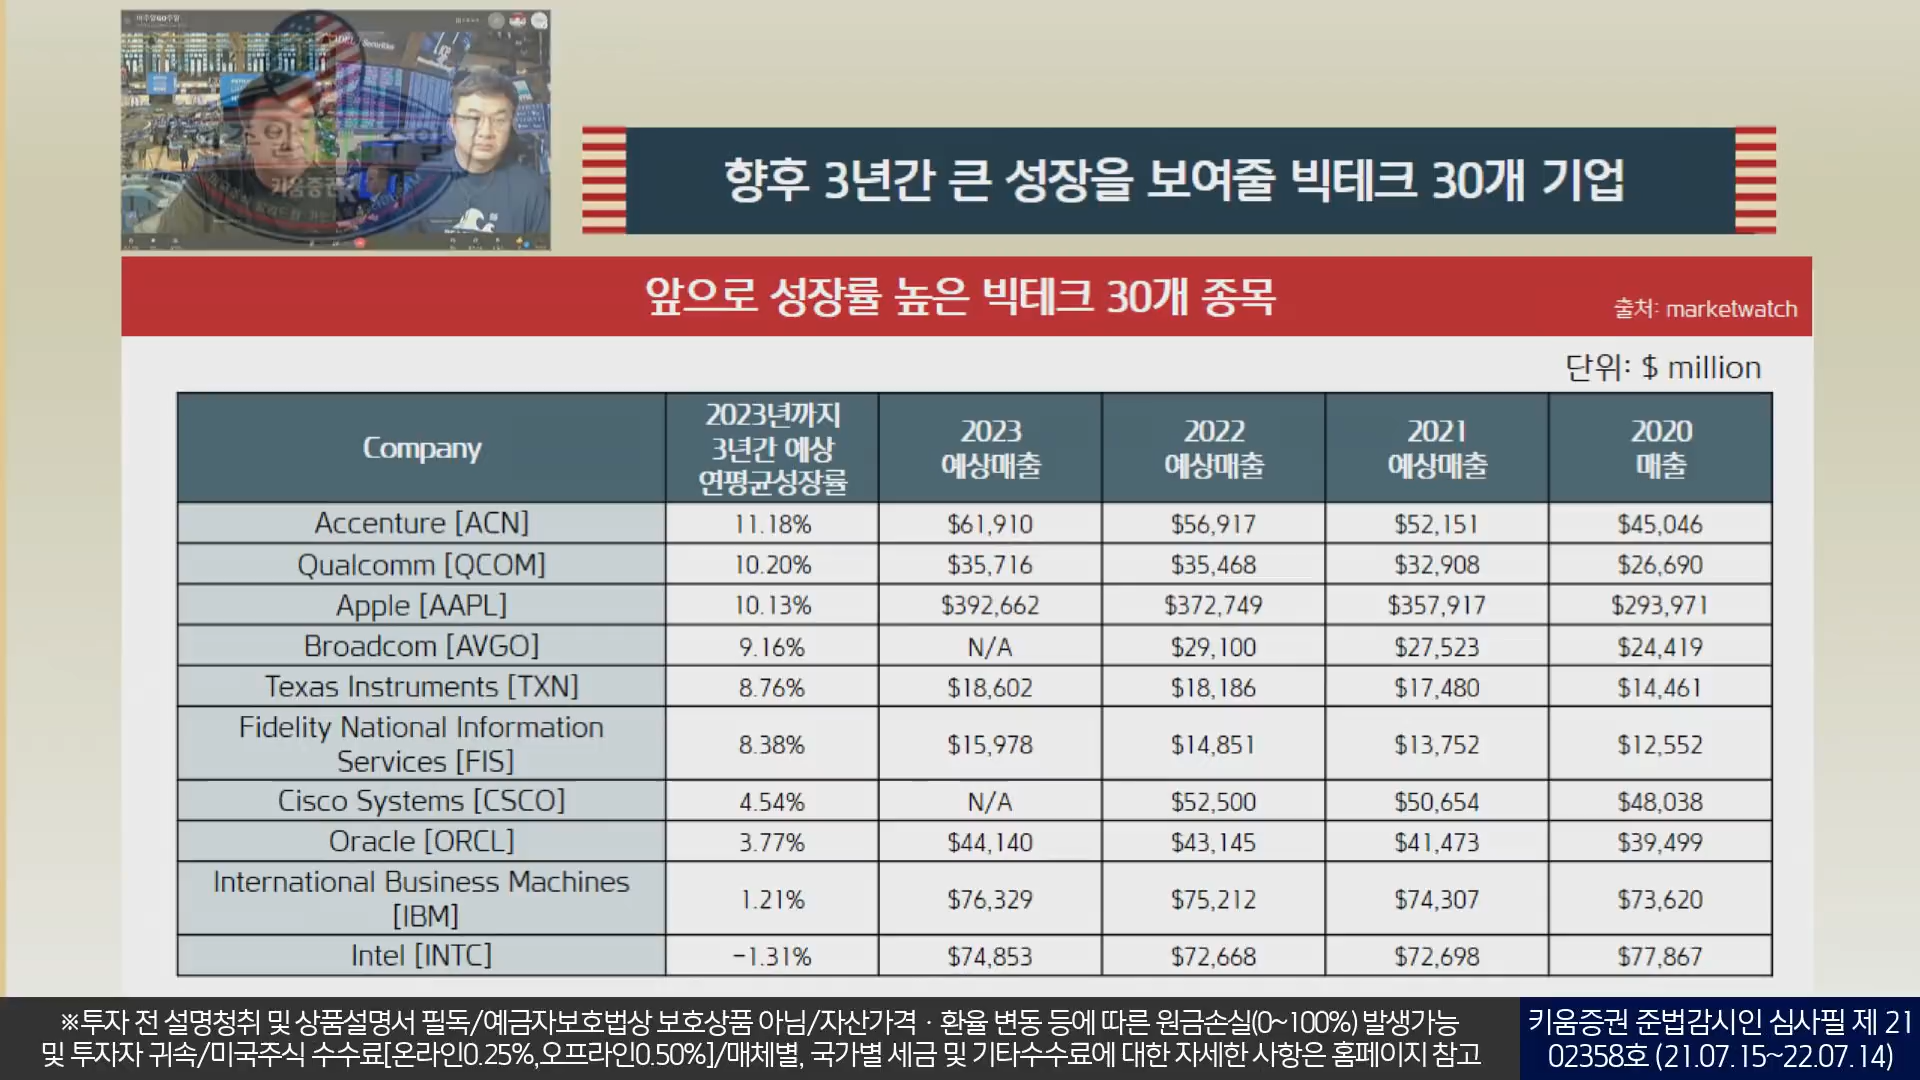 향후 3년간 큰 성장을 보여줄 빅테크 30개 기업
앞으로 성장률 높은 빅테크 30개 종목
출처: marketwatch
단위: $ million
Company 2023년까지 3년간 예상 연평균성장률 2023 예상매출 2022 예상매출 2021 예상매출 2020 매출
Accenture [ACN] 11.18% $61,910 $56,917 $52,151 $45,046
Qualcomm [QCOM] 10.20% $35,716 $35,468 $32,908 $26,690
Apple [AAPL] 10.13% $392,662 $372,749 $357,917 $293,971
Broadcom [AVGO] 9.16% N/A $29,100 $27,523 $24,419
Texas Instruments [TXN] 8.76% $18,602 $18,186 $17,480 $14,461
Fidelity National Information Services [FIS] 8.38% $15,978 $14,851 $13,752 $12,552
Cisco Systems [CSCO] 4.54% N/A $52,500 $50,654 $48,038
Oracle [ORCL] 3.77% $44,140 $43,145 $41,473 $39,499
International Business Machines [IBM] 1.21% $76,329 $75,212 $74,307 $73,620
Intel [INTC] -1.31% $74,853 $72,668 $72,698 $77,867
※투자 전 설명청취 및 상품설명서 필독/예금자보호법상 보호상품 아님/자산가격 · 환율 변동 등에 따른 원금손실(0~100%) 발생가능
및 투자자 귀속/미국주식 수수료[온라인0.25%,오프라인0.50%]/매체별, 국가별 세금 및 기타수수료에 대한 자세한 사항은 홈페이지 참고
키움증권 준법감시인 심사필 제 21
02358호 (21.07.15~22.07.14)